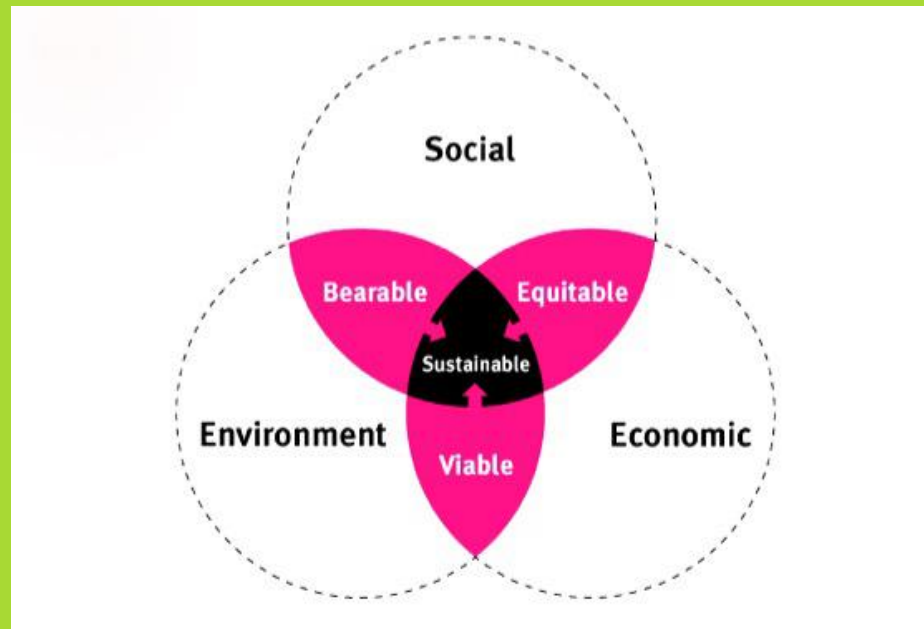 Social
Bearable
Equitable
Sustainable
Environment
Economic
Viable